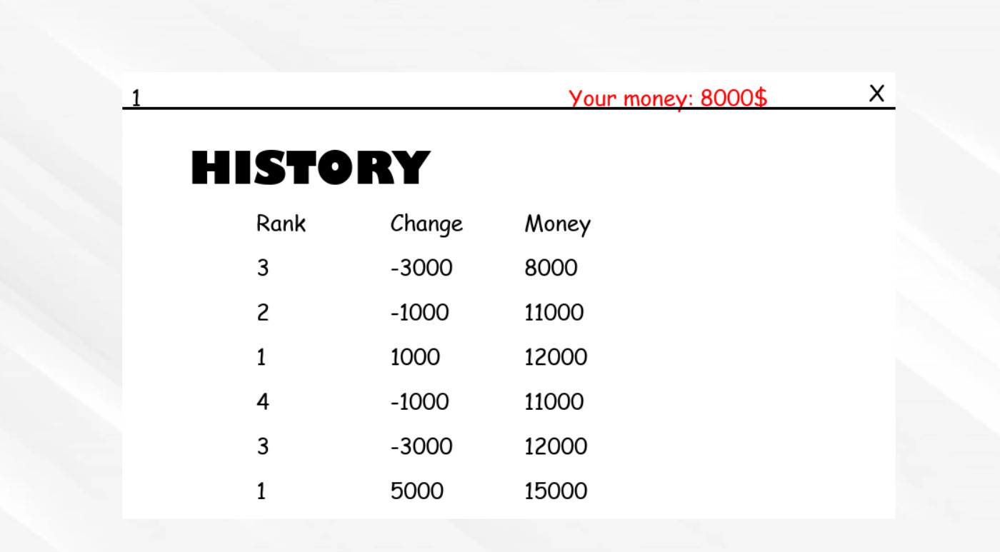 1 Your money: 8000$ X
HISTORY
Rank Change Money
3 -3000 8000
2 -1000 11000
1 1000 12000
4 -1000 11000
3 -3000 12000
1 5000 15000